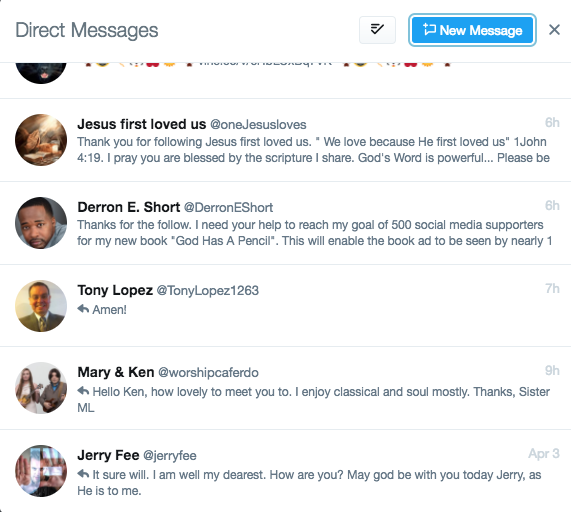 Direct Messages
New Message
Jesus first loved us @oneJesusloves 6h
Thank you for following Jesus first loved us. " We love because He first loved us" 1John
4:19. I pray you are blessed by the scripture I share. God's Word is powerful... Please be
Derron E. Short @DerronEShort 6h
Thanks for the follow. I need your help to reach my goal of 500 social media supporters
for my new book "God Has A Pencil". This will enable the book ad to be seen by nearly 1
Tony Lopez @TonyLopez1263 7h
Amen!
Mary & Ken @worshipcaferdo 9h
Hello Ken, how lovely to meet you to. I enjoy classical and soul mostly. Thanks, Sister
ML
Jerry Fee @jerryfee Apr 3
It sure will. I am well my dearest. How are you? May god be with you today Jerry, as
He is to me.